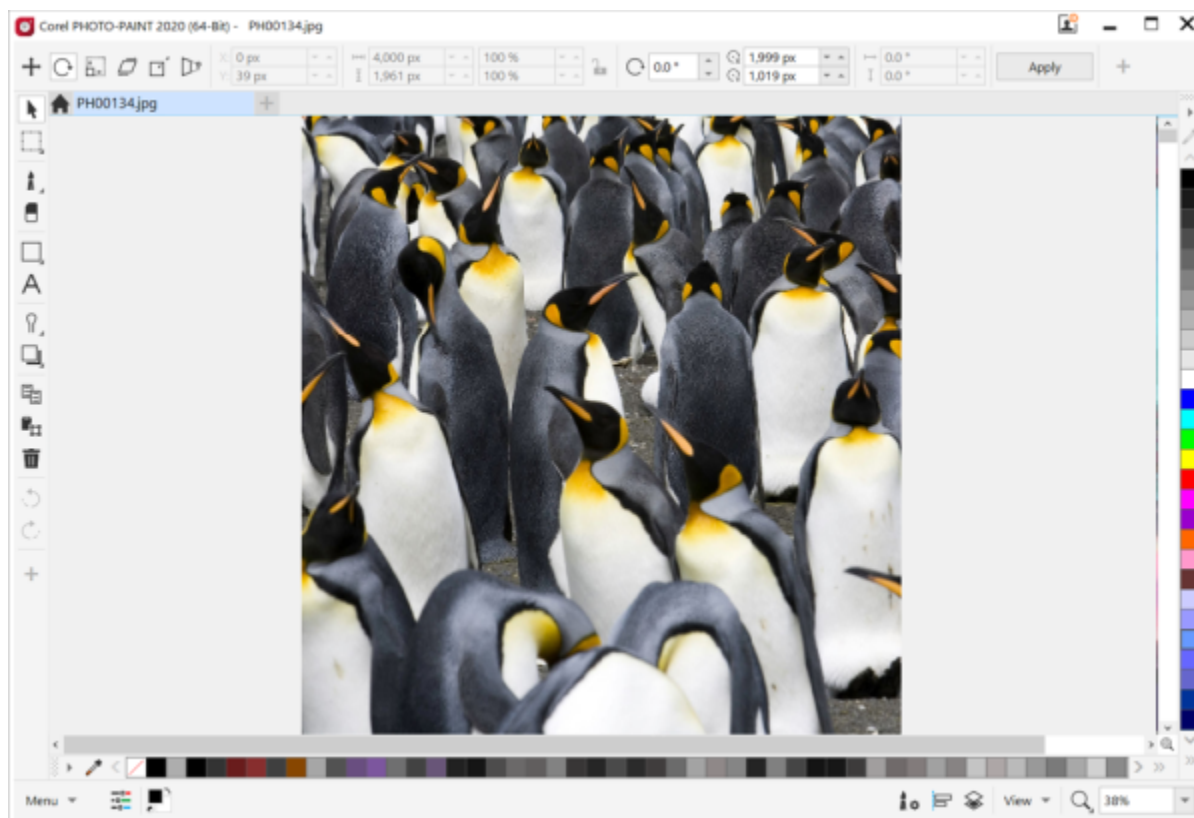 Corel PHOTO-PAINT 2020 (64-Bit) - PH00134.jpg
X: 0 px 4,000 px 100 % 0.0 ° 1,999 px 0.0 ° Apply
Y: 39 px 1,961 px 100 % 1,019 px 0.0 °
PH00134.jpg
A
Menu View 38%